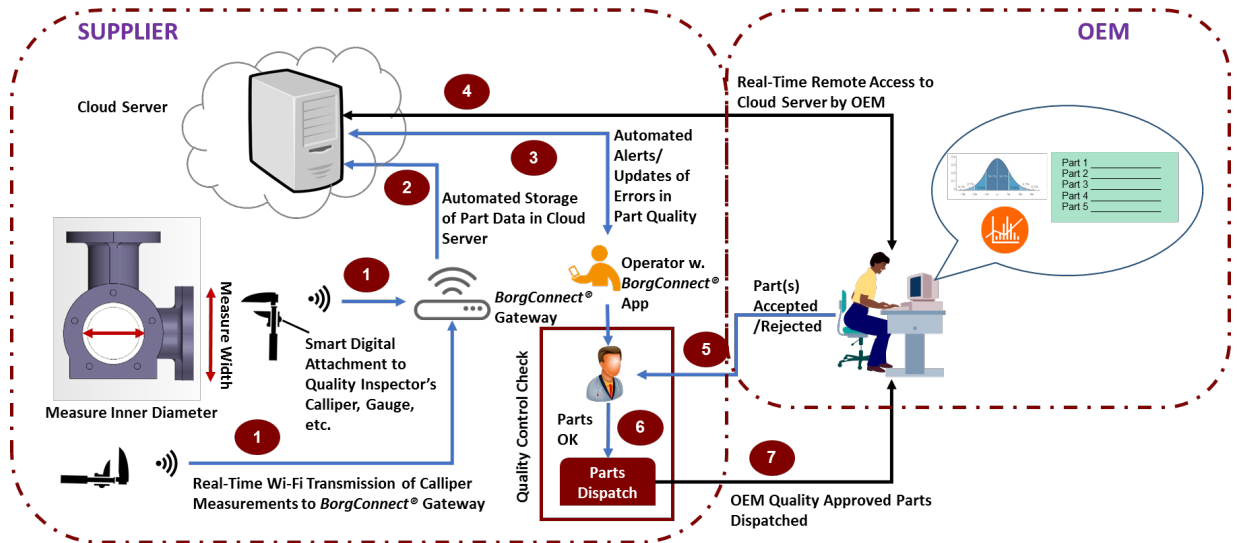 SUPPLIER
OEM
Cloud Server
4
Real-Time Remote Access to
Cloud Server by OEM
3
Automated
Alerts/
Updates of
Errors in
Part Quality
2
Automated Storage
of Part Data in Cloud
Server
Part 1
Part 2
Part 3
Part 4
Part 5
Measure Width
Measure Inner Diameter
1
Smart Digital
Attachment to
Quality Inspector's
Calliper, Gauge,
etc.
BorgConnect®
Gateway
Operator w.
BorgConnect®
App
Part(s)
Accepted
/Rejected
5
Quality Control Check
Parts
OK
6
Parts
Dispatch
1
Real-Time Wi-Fi Transmission of Calliper
Measurements to BorgConnect® Gateway
7
OEM Quality Approved Parts
Dispatched